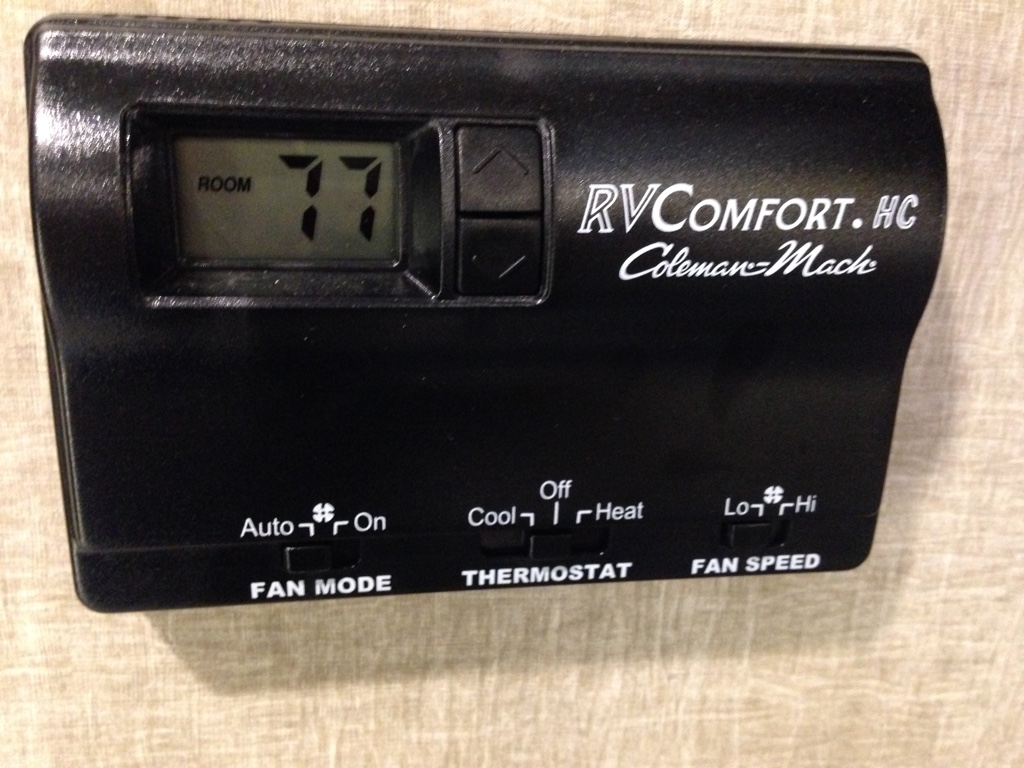 ROOM 77
RVCOMFORT. HC
Coleman-Mach
Auto On
Off
Cool Heat
Lo Hi
FAN MODE
THERMOSTAT
FAN SPEED